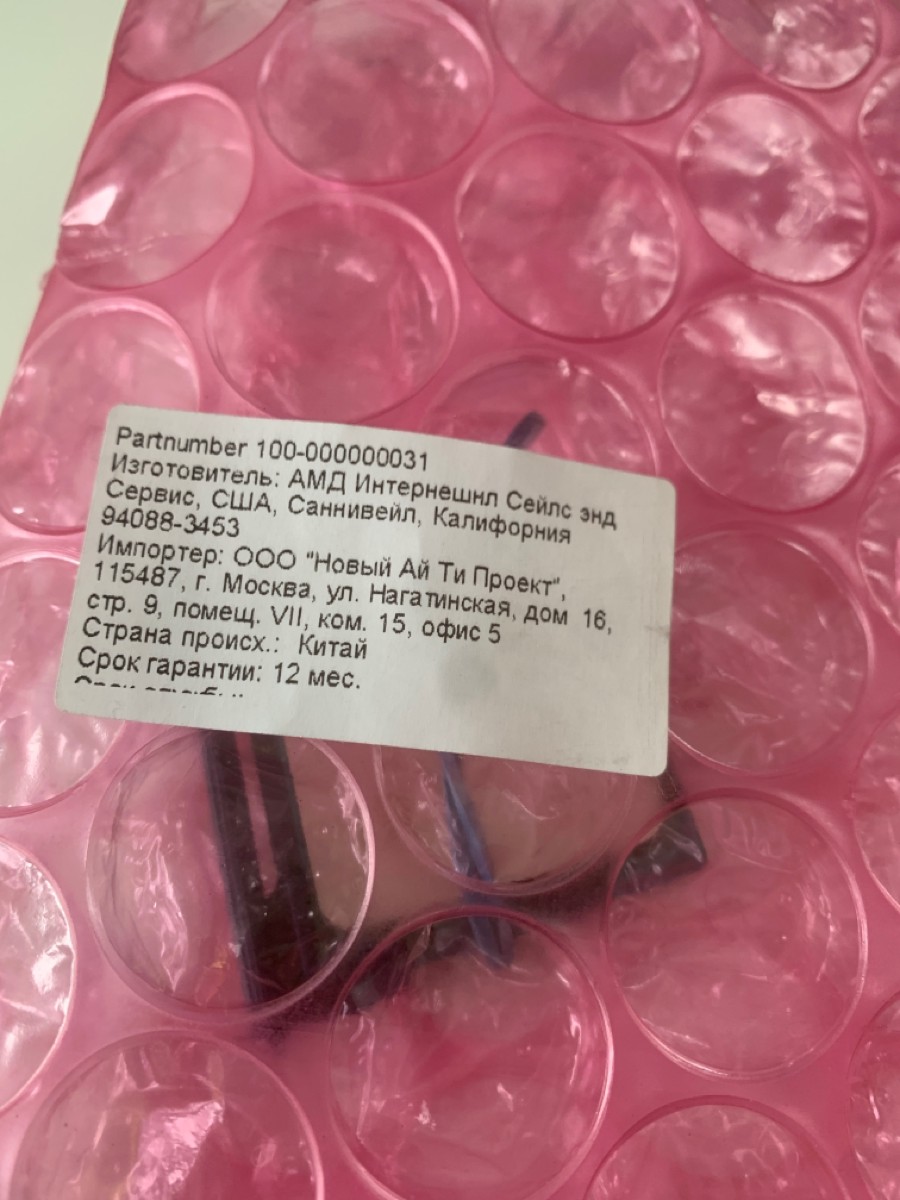 Partnumber 100-000000031
Изготовитель: АМД Интернешнл Сейлс энд
Сервис, США, Саннивейл, Калифорния
94088-3453
Импортер: ООО "Новый Ай Ти Проект",
115487, г. Москва, ул. Нагатинская, дом 16,
стр. 9, помещ. VII, ком. 15, офис 5
Страна происх.: Китай
Срок гарантии: 12 мес.